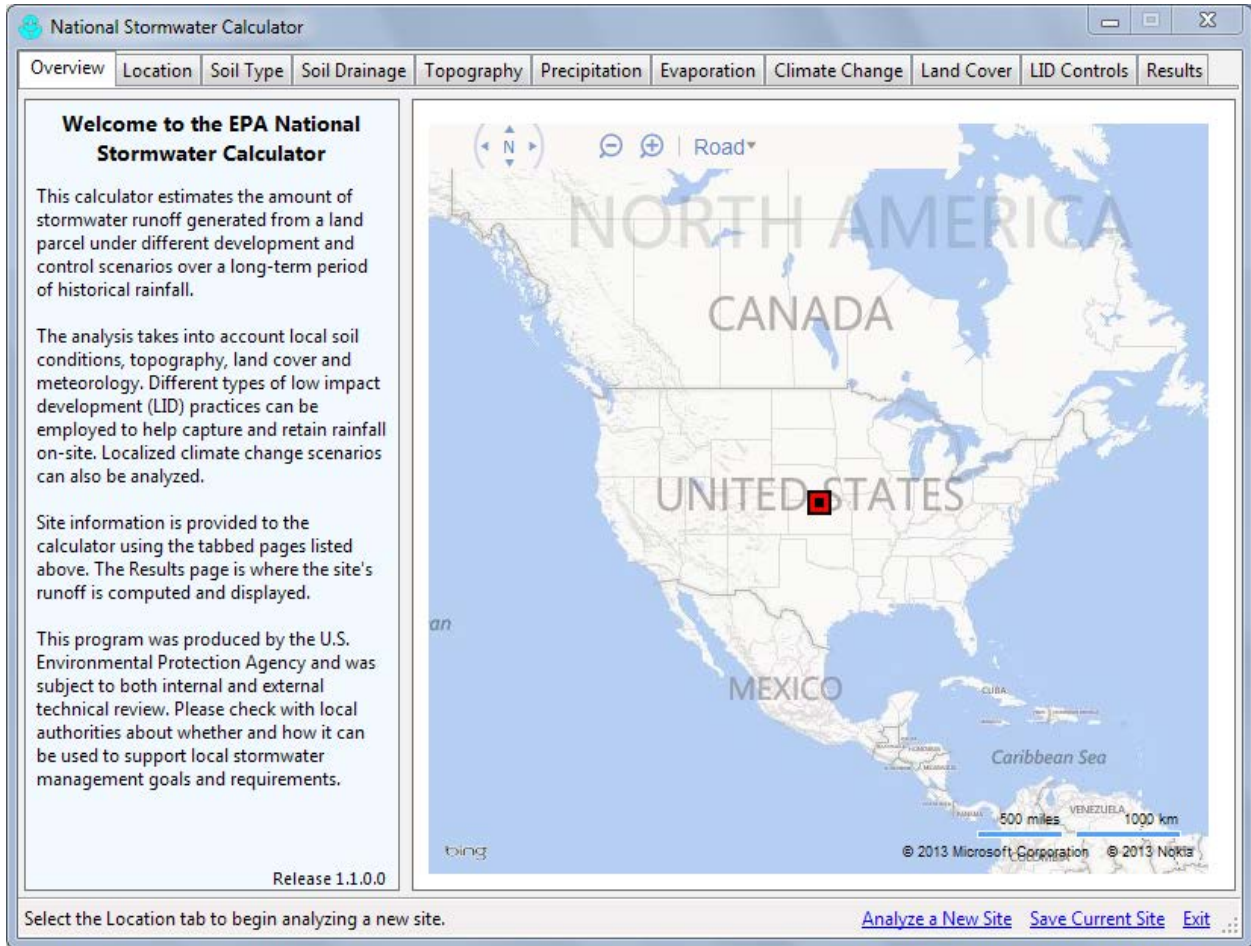 National Stormwater Calculator
Overview Location Soil Type Soil Drainage Topography Precipitation Evaporation Climate Change Land Cover LID Controls Results
Welcome to the EPA National
Stormwater Calculator
This calculator estimates the amount of
stormwater runoff generated from a land
parcel under different development and
control scenarios over a long-term period
of historical rainfall.
The analysis takes into account local soil
conditions, topography, land cover and
meteorology. Different types of low impact
development (LID) practices can be
employed to help capture and retain rainfall
on-site. Localized climate change scenarios
can also be analyzed.
Site information is provided to the
calculator using the tabbed pages listed
above. The Results page is where the site's
runoff is computed and displayed.
This program was produced by the U.S.
Environmental Protection Agency and was
subject to both internal and external
technical review. Please check with local
authorities about whether and how it can
be used to support local stormwater
management goals and requirements.
Release 1.1.0.0
N Road
NORTH AMERICA
CANADA
UNITED STATES
an
MEXICO
CUBA
Caribbean Sea
VENEZUELA
500 miles 1000 km
bing
© 2013 Microsoft Corporation © 2013 Nokia
Select the Location tab to begin analyzing a new site.
Analyze a New Site Save Current Site Exit